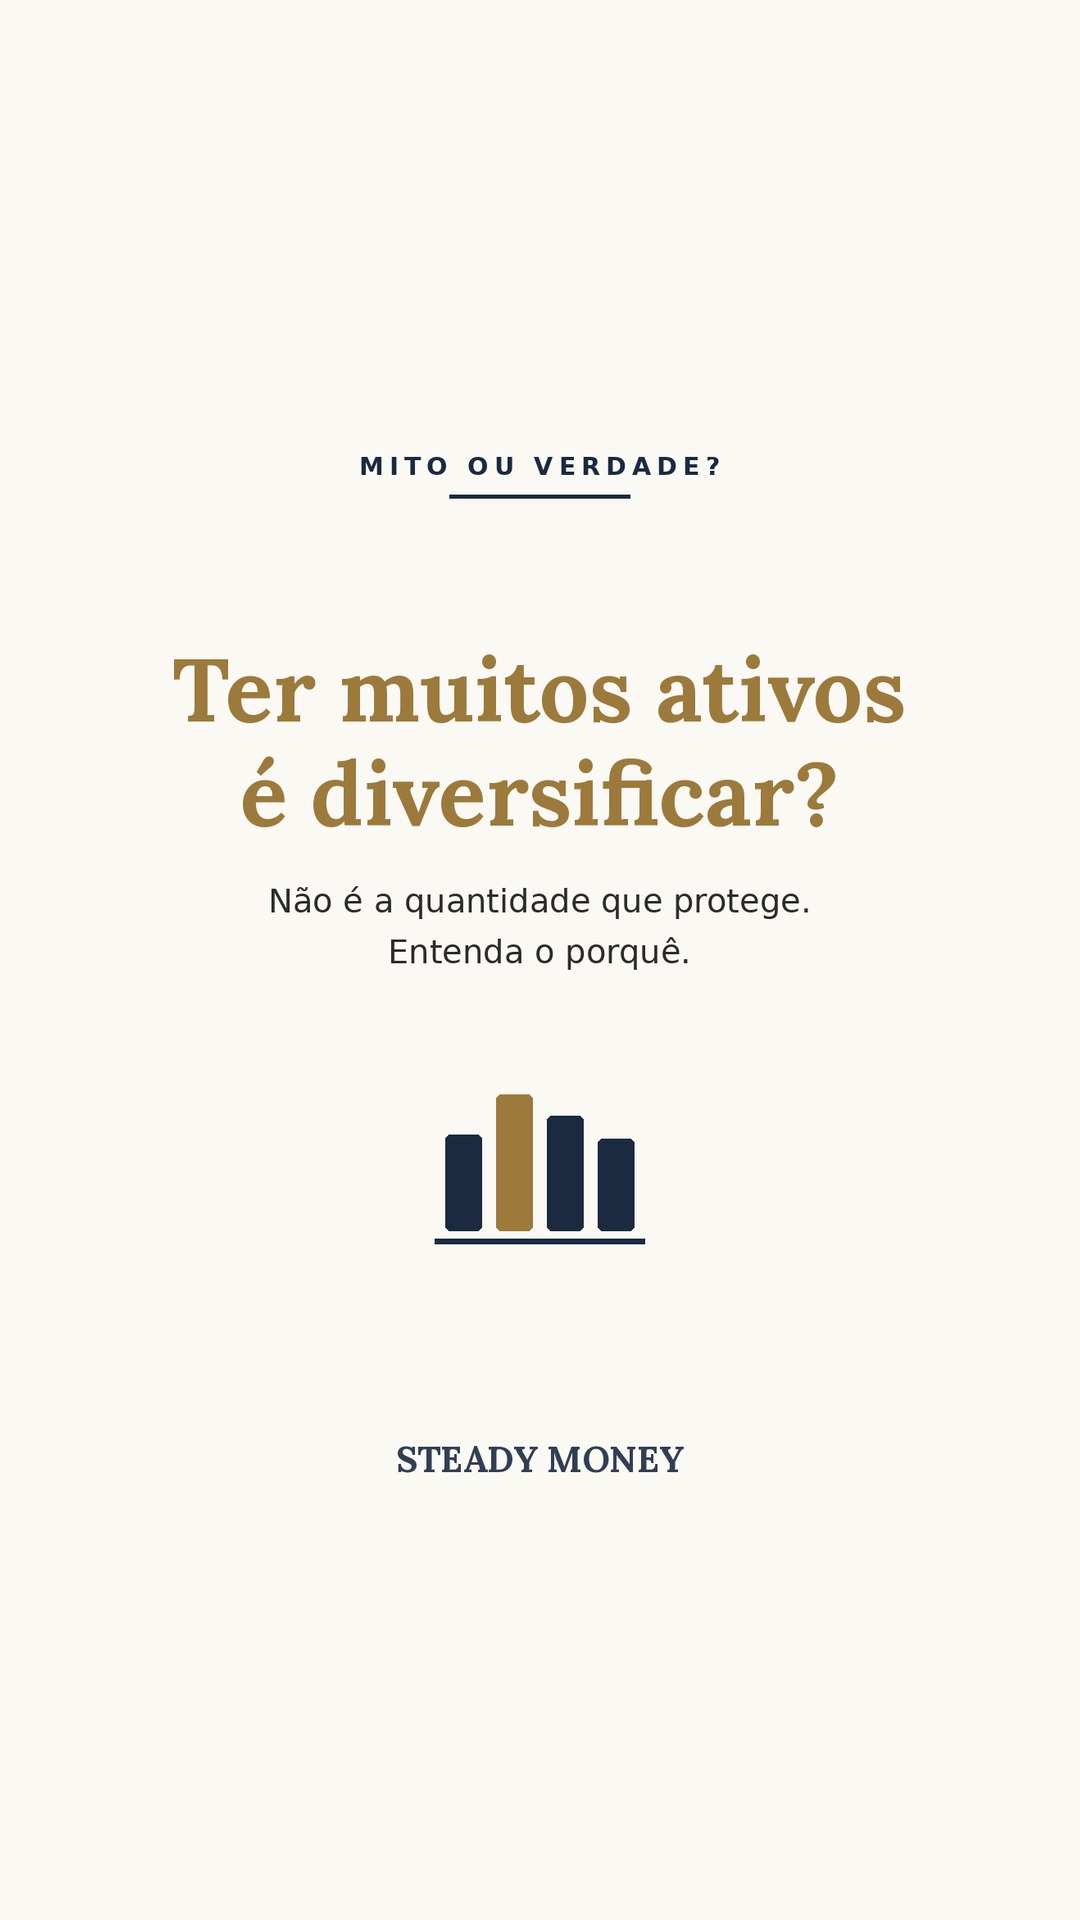 MITO OU VERDADE?
Ter muitos ativos
é diversificar?
Não é a quantidade que protege.
Entenda o porquê.
STEADY MONEY